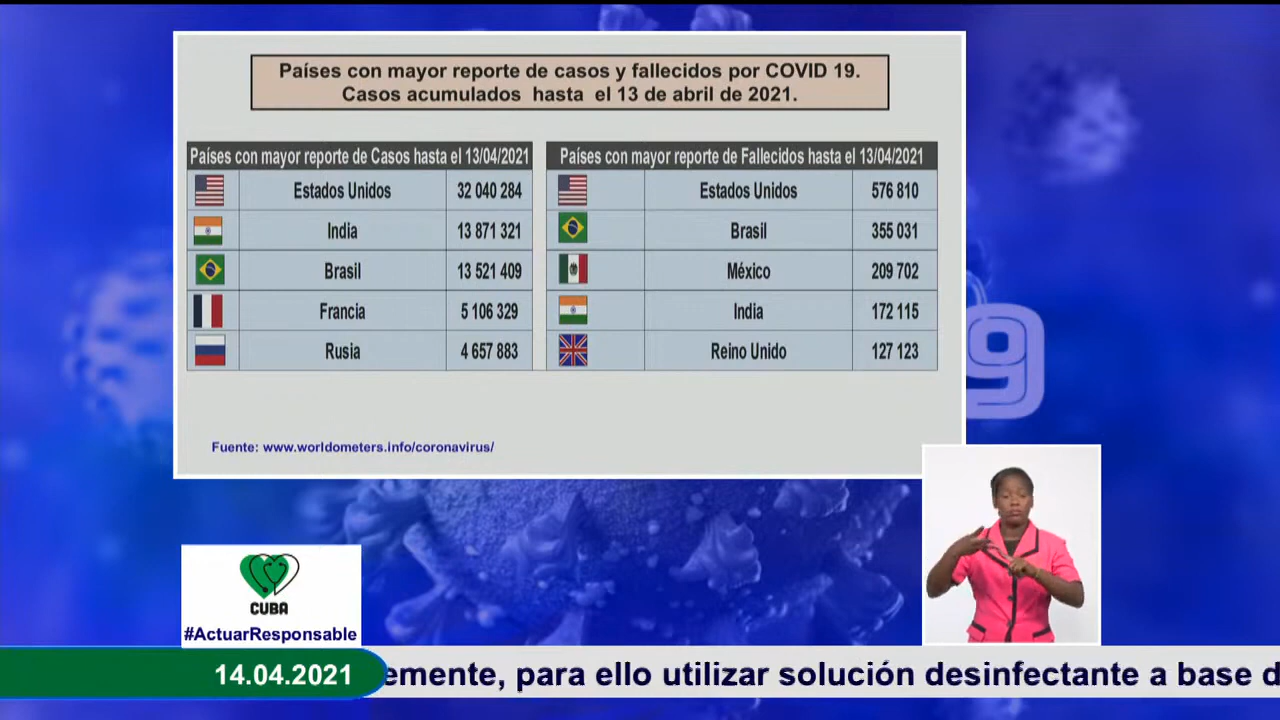 Países con mayor reporte de casos y fallecidos por COVID 19.
Casos acumulados hasta el 13 de abril de 2021.
Países con mayor reporte de Casos hasta el 13/04/2021
Estados Unidos 32 040 284
India 13 871 321
Brasil 13 521 409
Francia 5 106 329
Rusia 4 657 883
Países con mayor reporte de Fallecidos hasta el 13/04/2021
Estados Unidos 576 810
Brasil 355 031
México 209 702
India 172 115
Reino Unido 127 123
Fuente: www.worldometers.info/coronavirus/
9
CUBA
#ActuarResponsable
14.04.2021
emente, para ello utilizar solución desinfectante a base d